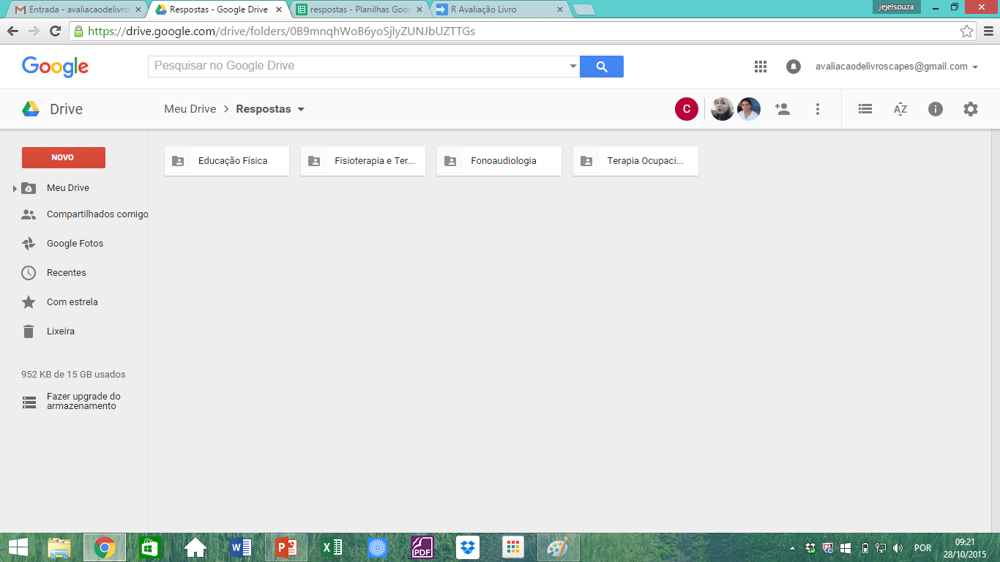 Entrada - avaliacaodelivro
Respostas - Google Drive
respostas - Planilhas Goog
R Avaliação Livro
jejelsouza
https://drive.google.com/drive/folders/0B9mnqhWoB6yoSjlyZUNJbUZTTGs
Google
Pesquisar no Google Drive
avaliacaodelivroscapes@gmail.com
Drive
Meu Drive > Respostas
C
AZ
NOVO
Meu Drive
Compartilhados comigo
Google Fotos
Recentes
Com estrela
Lixeira
952 KB de 15 GB usados
Fazer upgrade do
armazenamento
Educação Física
Fisioterapia e Ter...
Fonoaudiologia
Terapia Ocupaci...
PDF
POR
09:21
28/10/2015